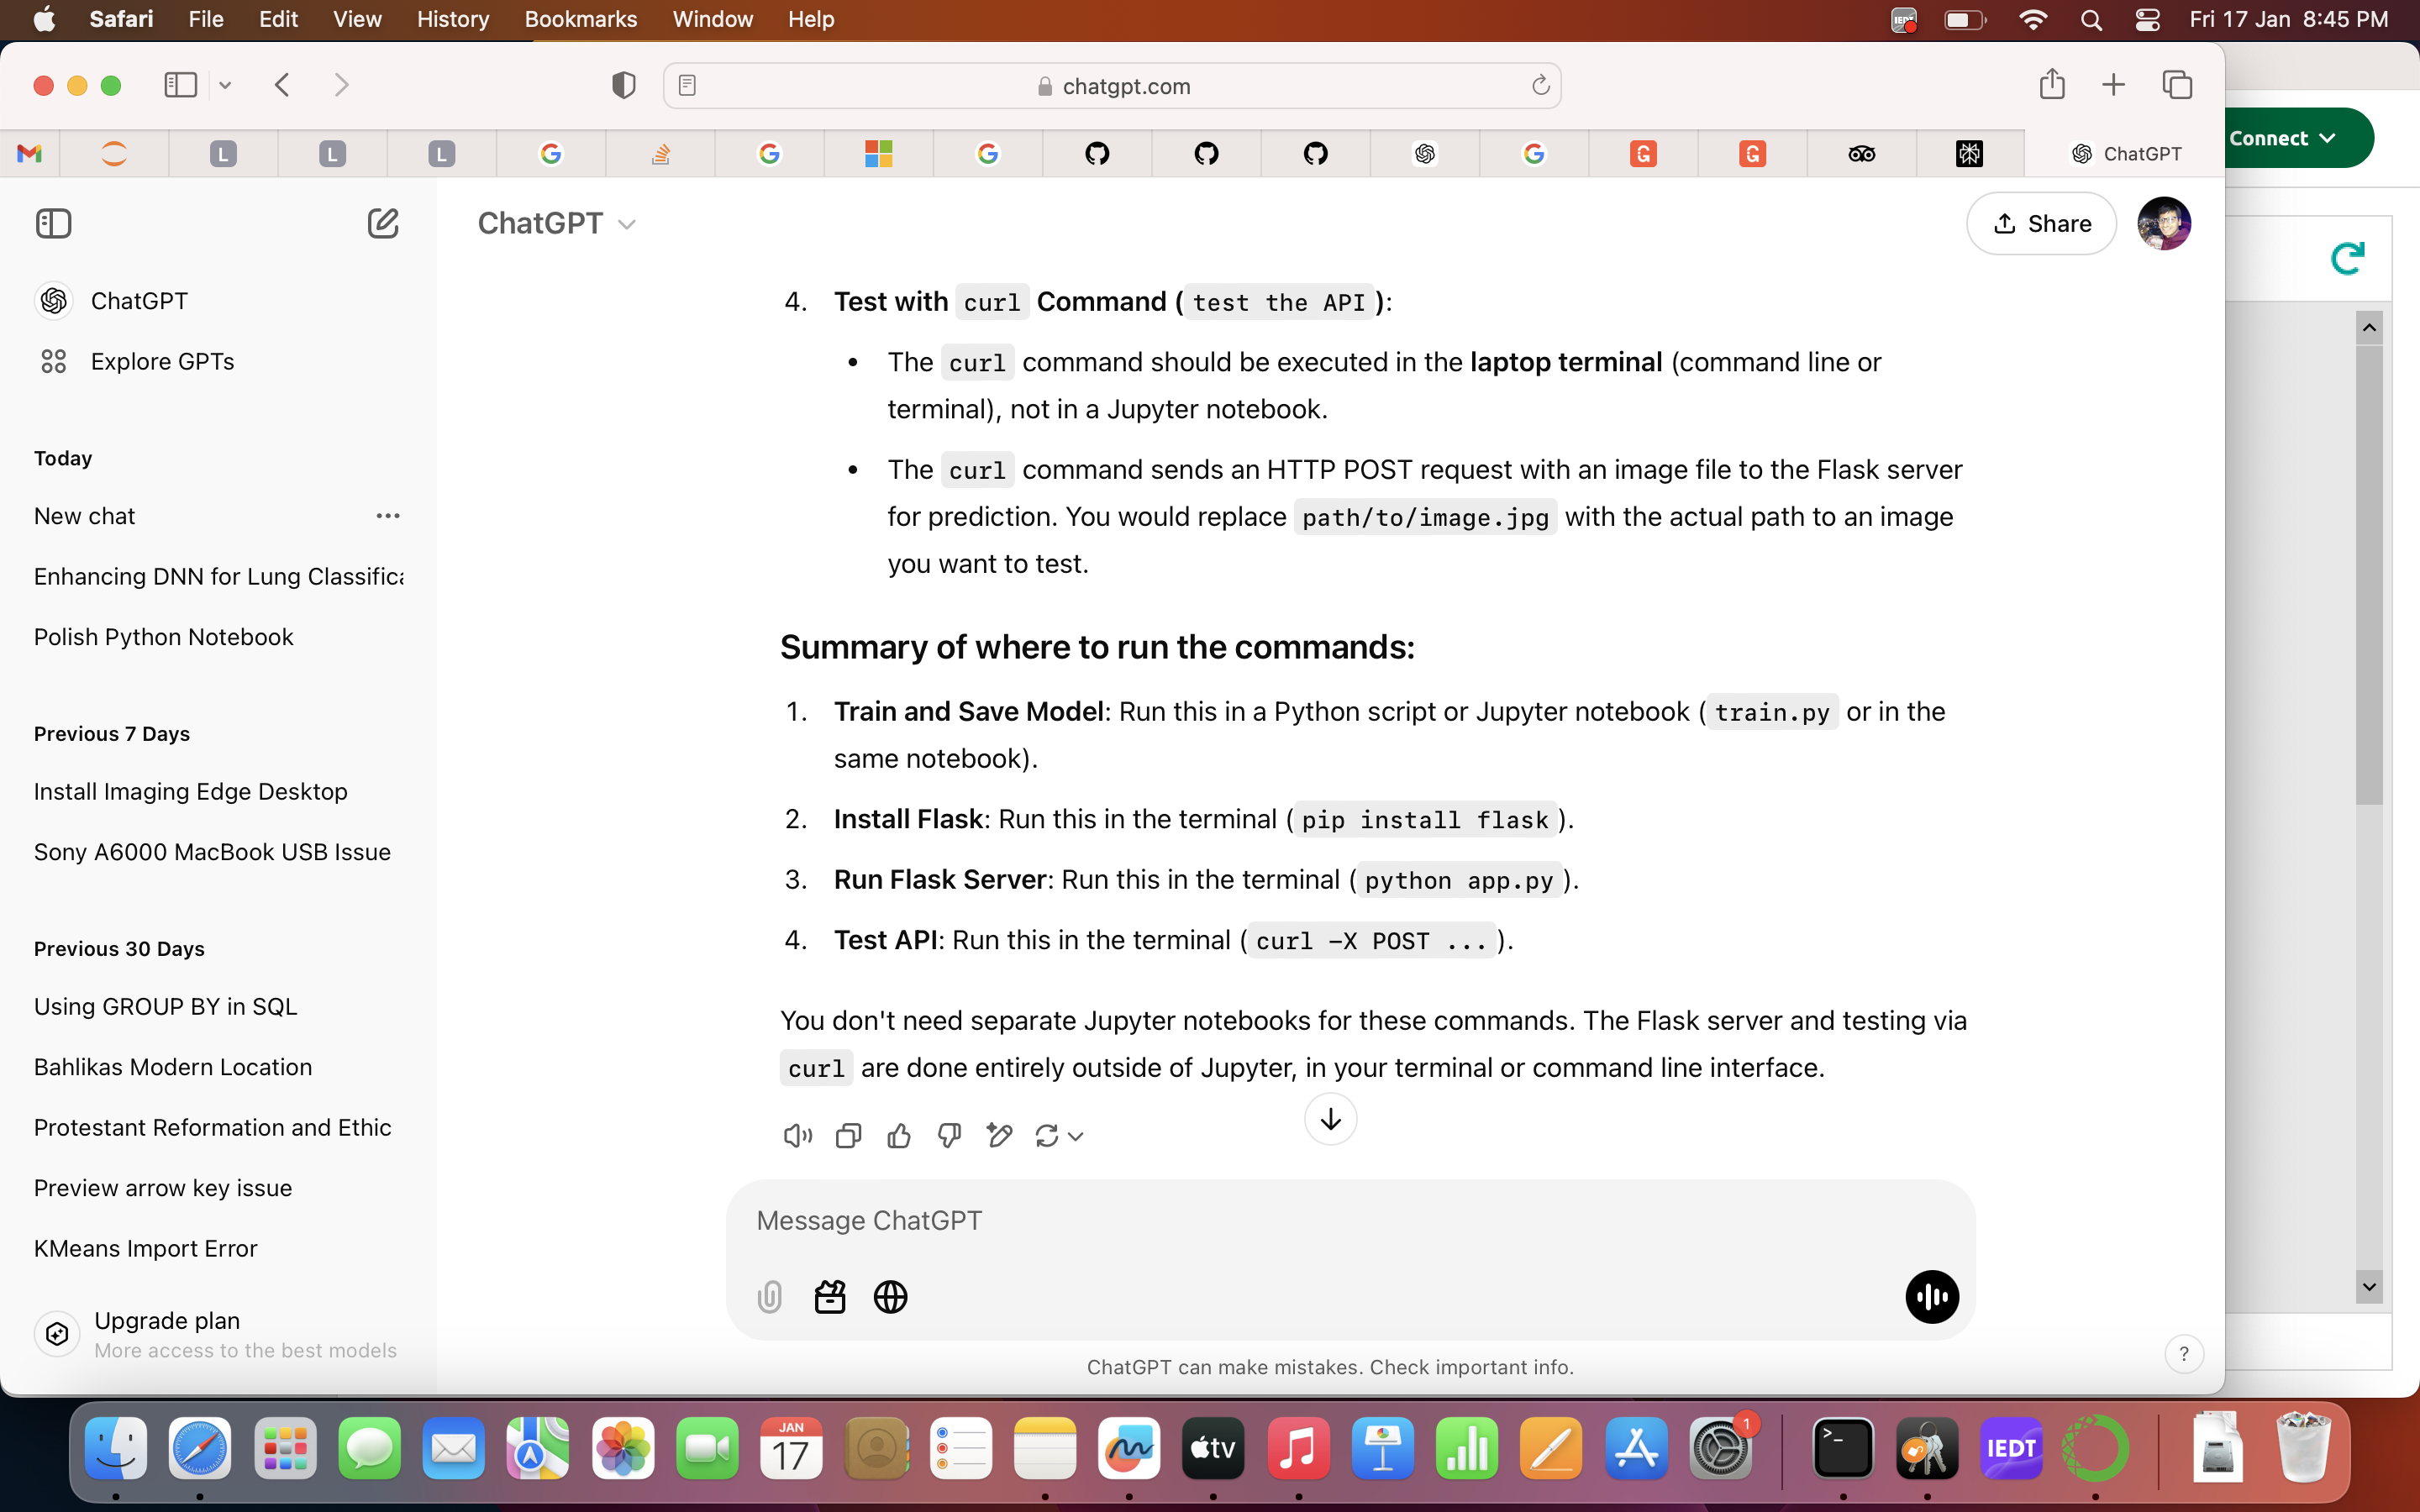 Safari File Edit View History Bookmarks Window Help
Fri 17 Jan 8:45 PM
chatgpt.com
L L L G G ChatGPT
Connect
ChatGPT
Share
ChatGPT
Explore GPTs
Today
New chat
Enhancing DNN for Lung Classifica
Polish Python Notebook
Previous 7 Days
Install Imaging Edge Desktop
Sony A6000 MacBook USB Issue
Previous 30 Days
Using GROUP BY in SQL
Bahlikas Modern Location
Protestant Reformation and Ethic
Preview arrow key issue
KMeans Import Error
Upgrade plan
More access to the best models
4. Test with curl Command (test the API):
• The curl command should be executed in the laptop terminal (command line or
terminal), not in a Jupyter notebook.
• The curl command sends an HTTP POST request with an image file to the Flask server
for prediction. You would replace path/to/image.jpg with the actual path to an image
you want to test.
Summary of where to run the commands:
1. Train and Save Model: Run this in a Python script or Jupyter notebook (train.py or in the
same notebook).
2. Install Flask: Run this in the terminal (pip install flask).
3. Run Flask Server: Run this in the terminal (python app.py).
4. Test API: Run this in the terminal (curl -X POST ...).
You don't need separate Jupyter notebooks for these commands. The Flask server and testing via
curl are done entirely outside of Jupyter, in your terminal or command line interface.
Message ChatGPT
ChatGPT can make mistakes. Check important info.
?
JAN
17
tv
1
>_
IEDT